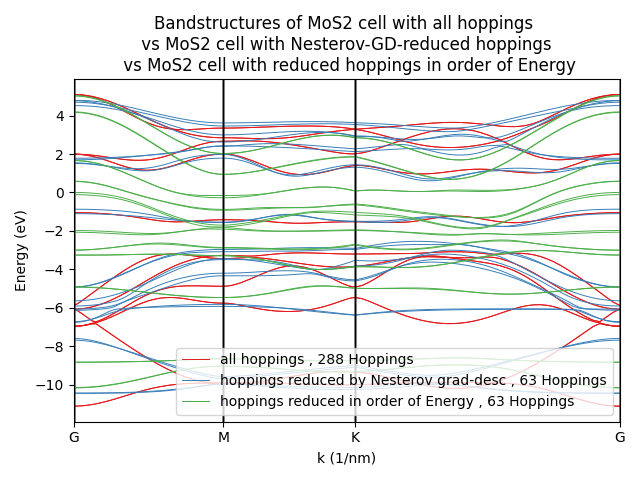 Bandstructures of MoS2 cell with all hoppings
vs MoS2 cell with Nesterov-GD-reduced hoppings
vs MoS2 cell with reduced hoppings in order of Energy
4
2
0
−2
−4
−6
−8
−10
Energy (eV)
all hoppings , 288 Hoppings
hoppings reduced by Nesterov grad-desc , 63 Hoppings
hoppings reduced in order of Energy , 63 Hoppings
G M K G
k (1/nm)